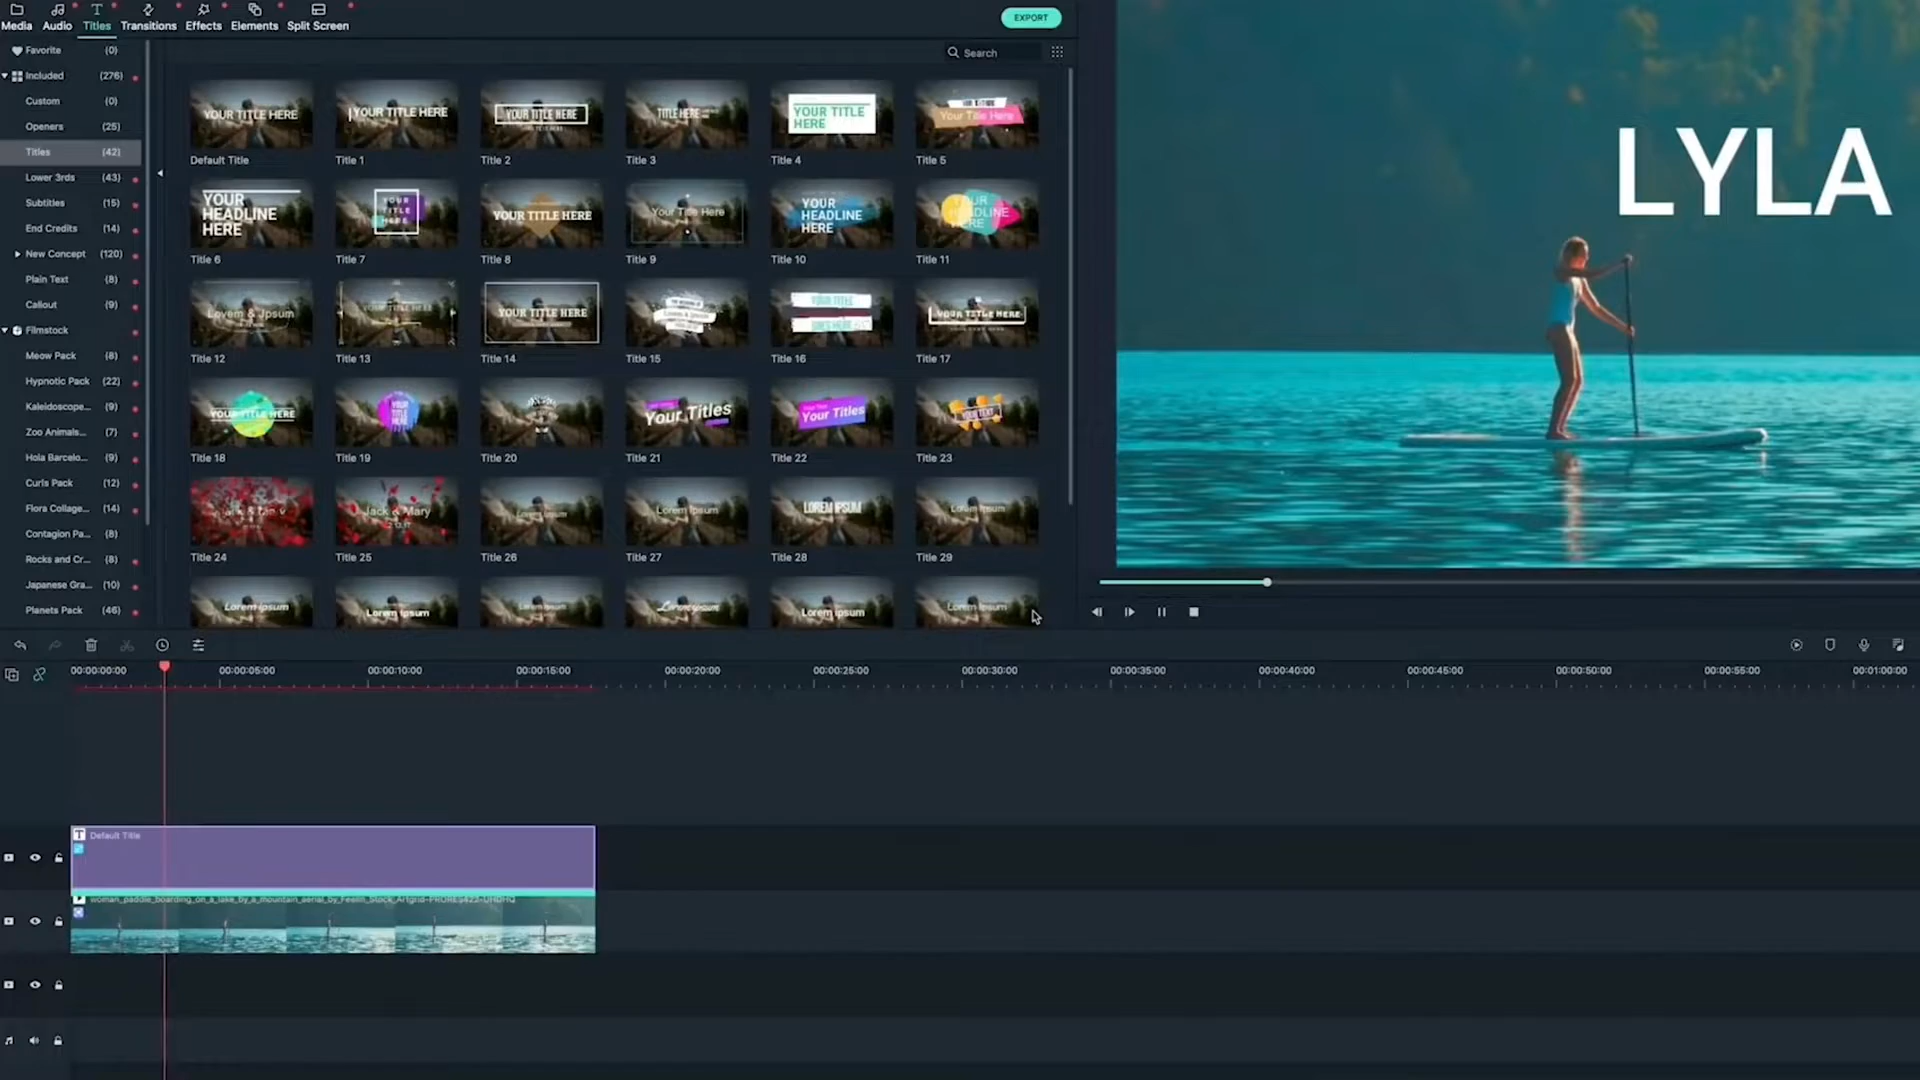 Media Audio Titles Transitions Effects Elements Split Screen
EXPORT
Search
Favorite (0)
Included (276)
Custom (0)
Openers (25)
Titles (42)
Lower 3rds (43)
Subtitles (15)
End Credits (14)
New Concept (120)
Plain Text (8)
Callout (9)
Filmstock
Meow Pack (8)
Hypnotic Pack (22)
Kaleidoscope... (9)
Zoo Animals... (7)
Hola Barcelo... (9)
Curls Pack (12)
Flora Collage... (14)
Contagion Pa... (8)
Rocks and Cr... (8)
Japanese Gra... (10)
Planets Pack (46)
YOUR TITLE HERE
YOUR TITLE HERE
YOUR TITLE HERE
TITLE HERE
YOUR TITLE
HERE
Your Title Here
Default Title Title 1 Title 2 Title 3 Title 4 Title 5
YOUR
HEADLINE
HERE
YOUR
TITLE
HERE
YOUR TITLE HERE
Your Title Here
YOUR
HEADLINE
HERE
YOUR
HEADLINE
HERE
Title 6 Title 7 Title 8 Title 9 Title 10 Title 11
Lovem & Jpsum
YOUR TITLE HERE
YOUR TITLE HERE
YOUR TITLE
YOUR TITLE HERE
Title 12 Title 13 Title 14 Title 15 Title 16 Title 17
YOUR TITLE HERE
YOUR
TITLE
HERE
Your Titles
Your Titles
YOUR TEXT
Title 18 Title 19 Title 20 Title 21 Title 22 Title 23
Jack & Mary
Lorem Ipsum
Lorem Ipsum
LOREM IPSUM
Lorem Ipsum
Title 24 Title 25 Title 26 Title 27 Title 28 Title 29
Lorem Ipsum
Lorem Ipsum
Lorem Ipsum
Lorem Ipsum
Lorem Ipsum
Lorem Ipsum
LYLA
00:00:00:00 00:00:05:00 00:00:10:00 00:00:15:00 00:00:20:00 00:00:25:00 00:00:30:00 00:00:35:00 00:00:40:00 00:00:45:00 00:00:50:00 00:00:55:00 00:01:00:00
T Default Title
woman_paddle_boarding_on_a_lake_by_a_mountain_aerial_by_Feelin_Stock_Artgrid-PRORES422-UHDHQ